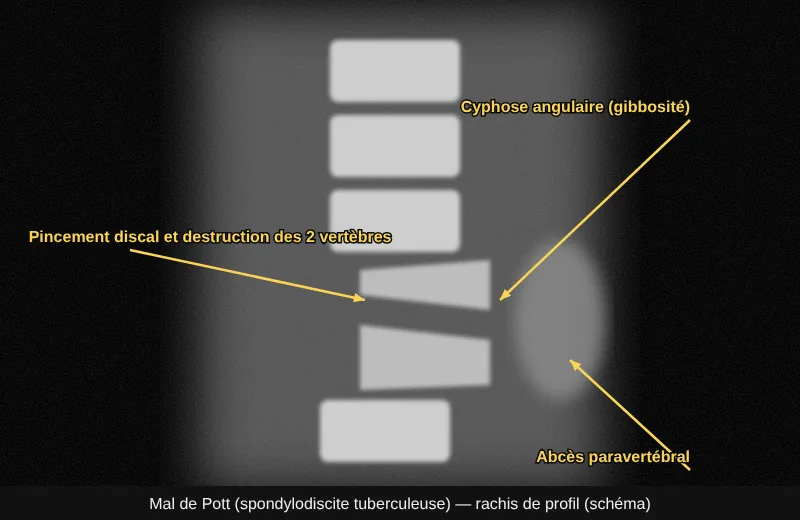 Cyphose angulaire (gibbosité)
Pincement discal et destruction des 2 vertèbres
Abcès paravertébral
Mal de Pott (spondylodiscite tuberculeuse) — rachis de profil (schéma)